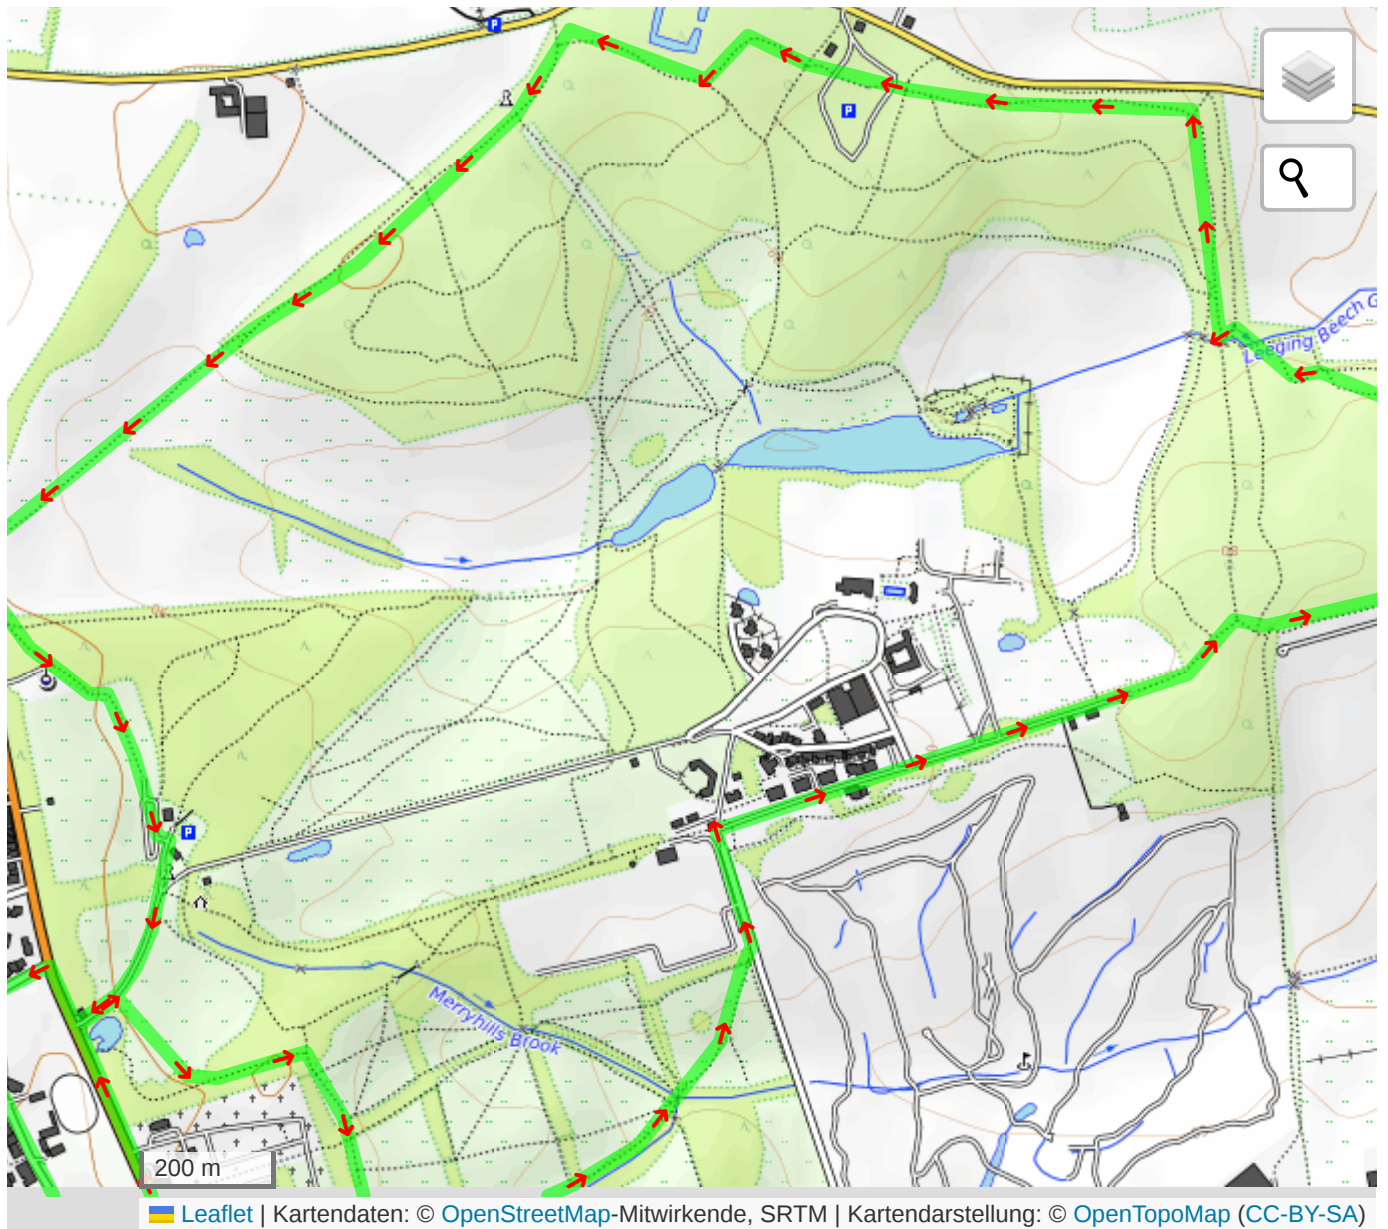 P
P
Leeging Beech G
P
Merryhills Brook
200 m
Leaflet | Kartendaten: © OpenStreetMap-Mitwirkende, SRTM | Kartendarstellung: © OpenTopoMap (CC-BY-SA)